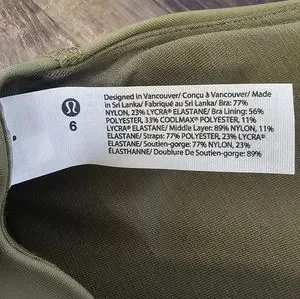 6
Designed in Vancouver/ Conçu à Vancouver/ Made
in Sri Lanka/ Fabriqué au Sri Lanka/ Bra: 77%
NYLON, 23% LYCRA® ELASTANE/ Bra Lining: 56%
POLYESTER, 33% COOLMAX® POLYESTER, 11%
LYCRA® ELASTANE/ Middle Layer: 89% NYLON, 11%
ELASTANE/ Straps: 77% NYLON, 23% LYCRA®
ELASTANE/ Soutien-gorge: 77% NYLON, 23%
ÉLASTHANNE/ Doublure De Soutien-gorge: 89%